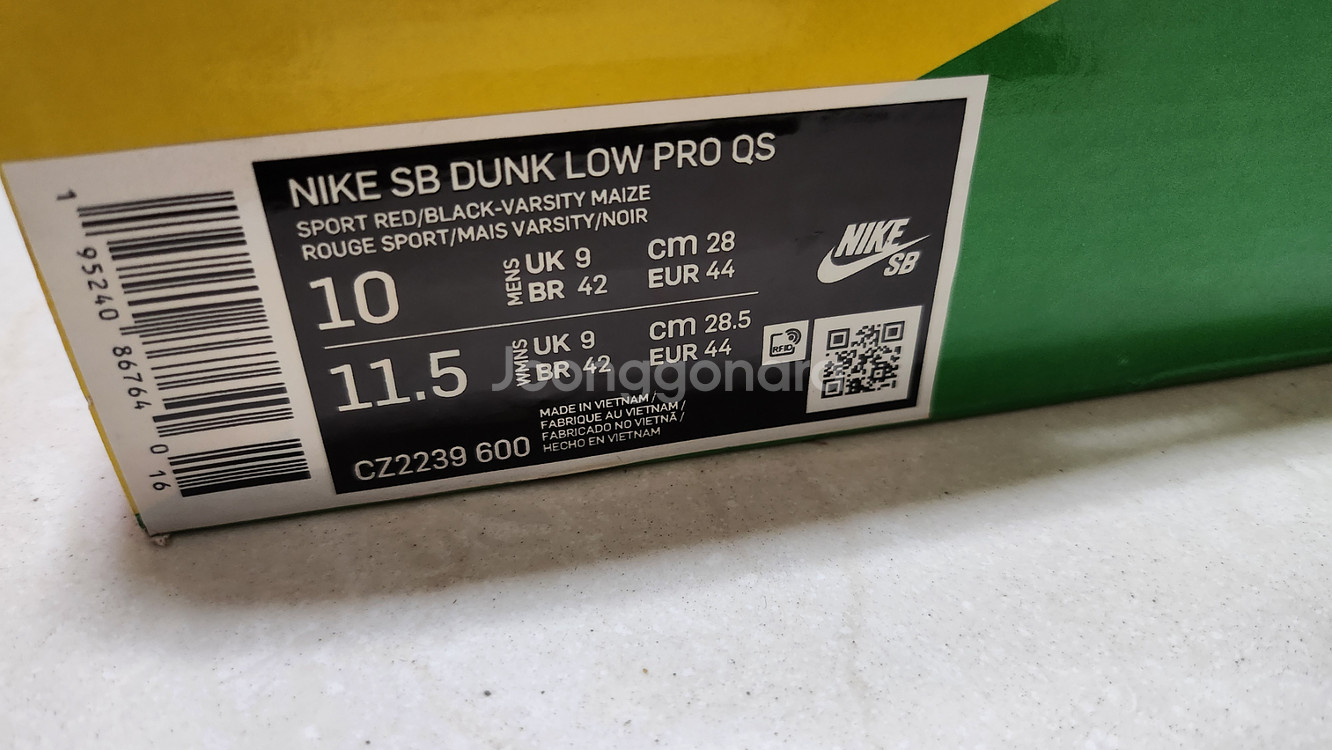 NIKE SB DUNK LOW PRO QS
SPORT RED/BLACK-VARSITY MAIZE
ROUGE SPORT/MAIS VARSITY/NOIR
10
MENS
UK 9
BR 42
cm 28
EUR 44
11.5
WMNS
UK 9
BR 42
cm 28.5
EUR 44
RFID
NIKE
SB
MADE IN VIETNAM /
FABRIQUE AU VIETNAM /
FABRICADO NO VIETNÃ /
HECHO EN VIETNAM
CZ2239 600
1 95240 86764 0 16
Joonggonara